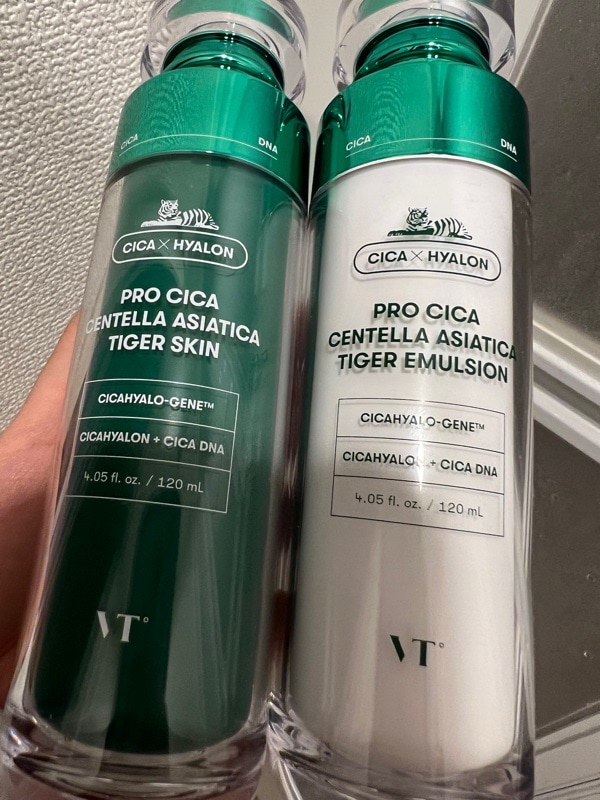 CICA
DNA
CICA × HYALON
PRO CICA
CENTELLA ASIATICA
TIGER SKIN
CICAHYALO-GENE™
CICAHYALON + CICA DNA
4.05 fl. oz. / 120 mL
VT°
CICA
DNA
CICA × HYALON
PRO CICA
CENTELLA ASIATICA
TIGER EMULSION
CICAHYALO-GENE™
CICAHYALON + CICA DNA
4.05 fl. oz. / 120 mL
VT°